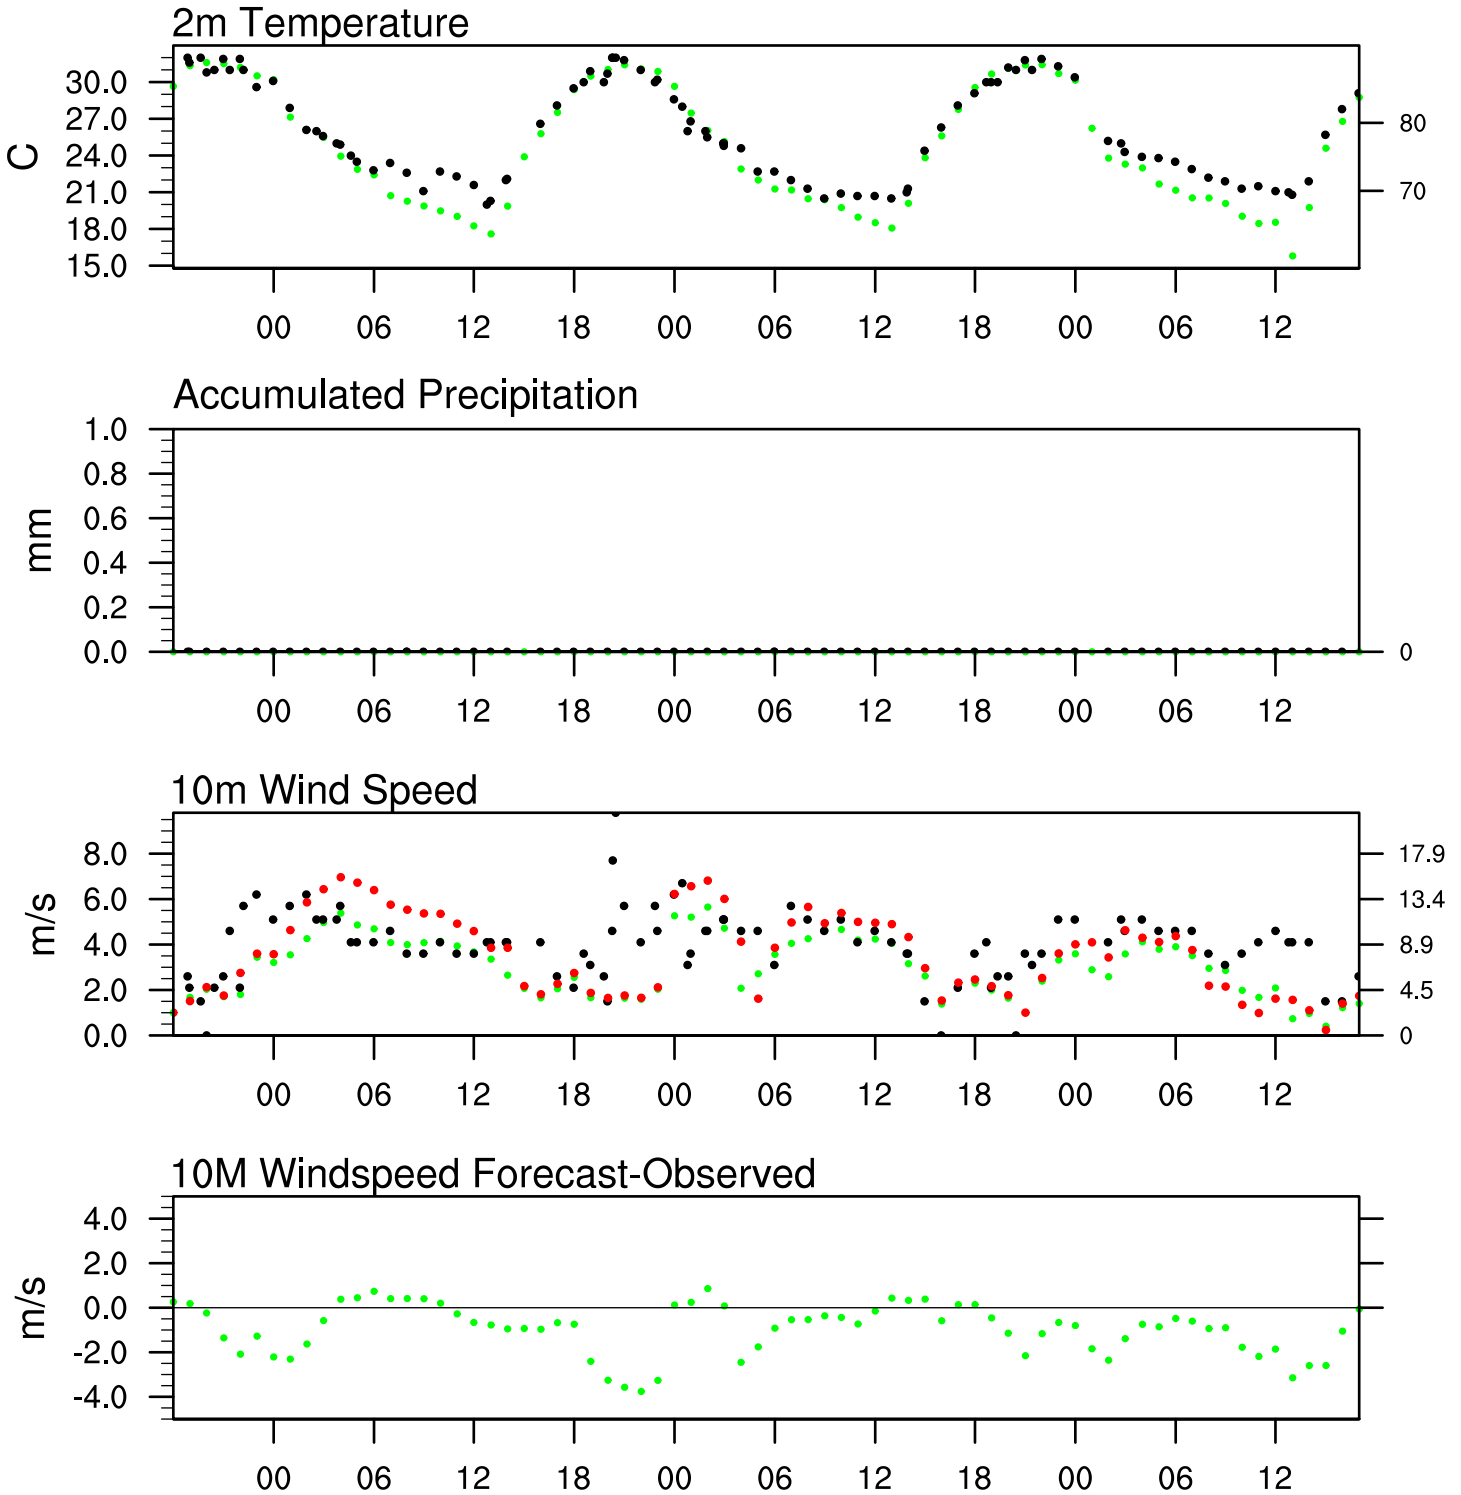 2m Temperature
C
30.0
27.0
24.0
21.0
18.0
15.0
80
70
00 06 12 18 00 06 12 18 00 06 12
Accumulated Precipitation
mm
1.0
0.8
0.6
0.4
0.2
0.0
0
00 06 12 18 00 06 12 18 00 06 12
10m Wind Speed
m/s
8.0
6.0
4.0
2.0
0.0
17.9
13.4
8.9
4.5
0
00 06 12 18 00 06 12 18 00 06 12
10M Windspeed Forecast-Observed
m/s
4.0
2.0
0.0
-2.0
-4.0
00 06 12 18 00 06 12 18 00 06 12